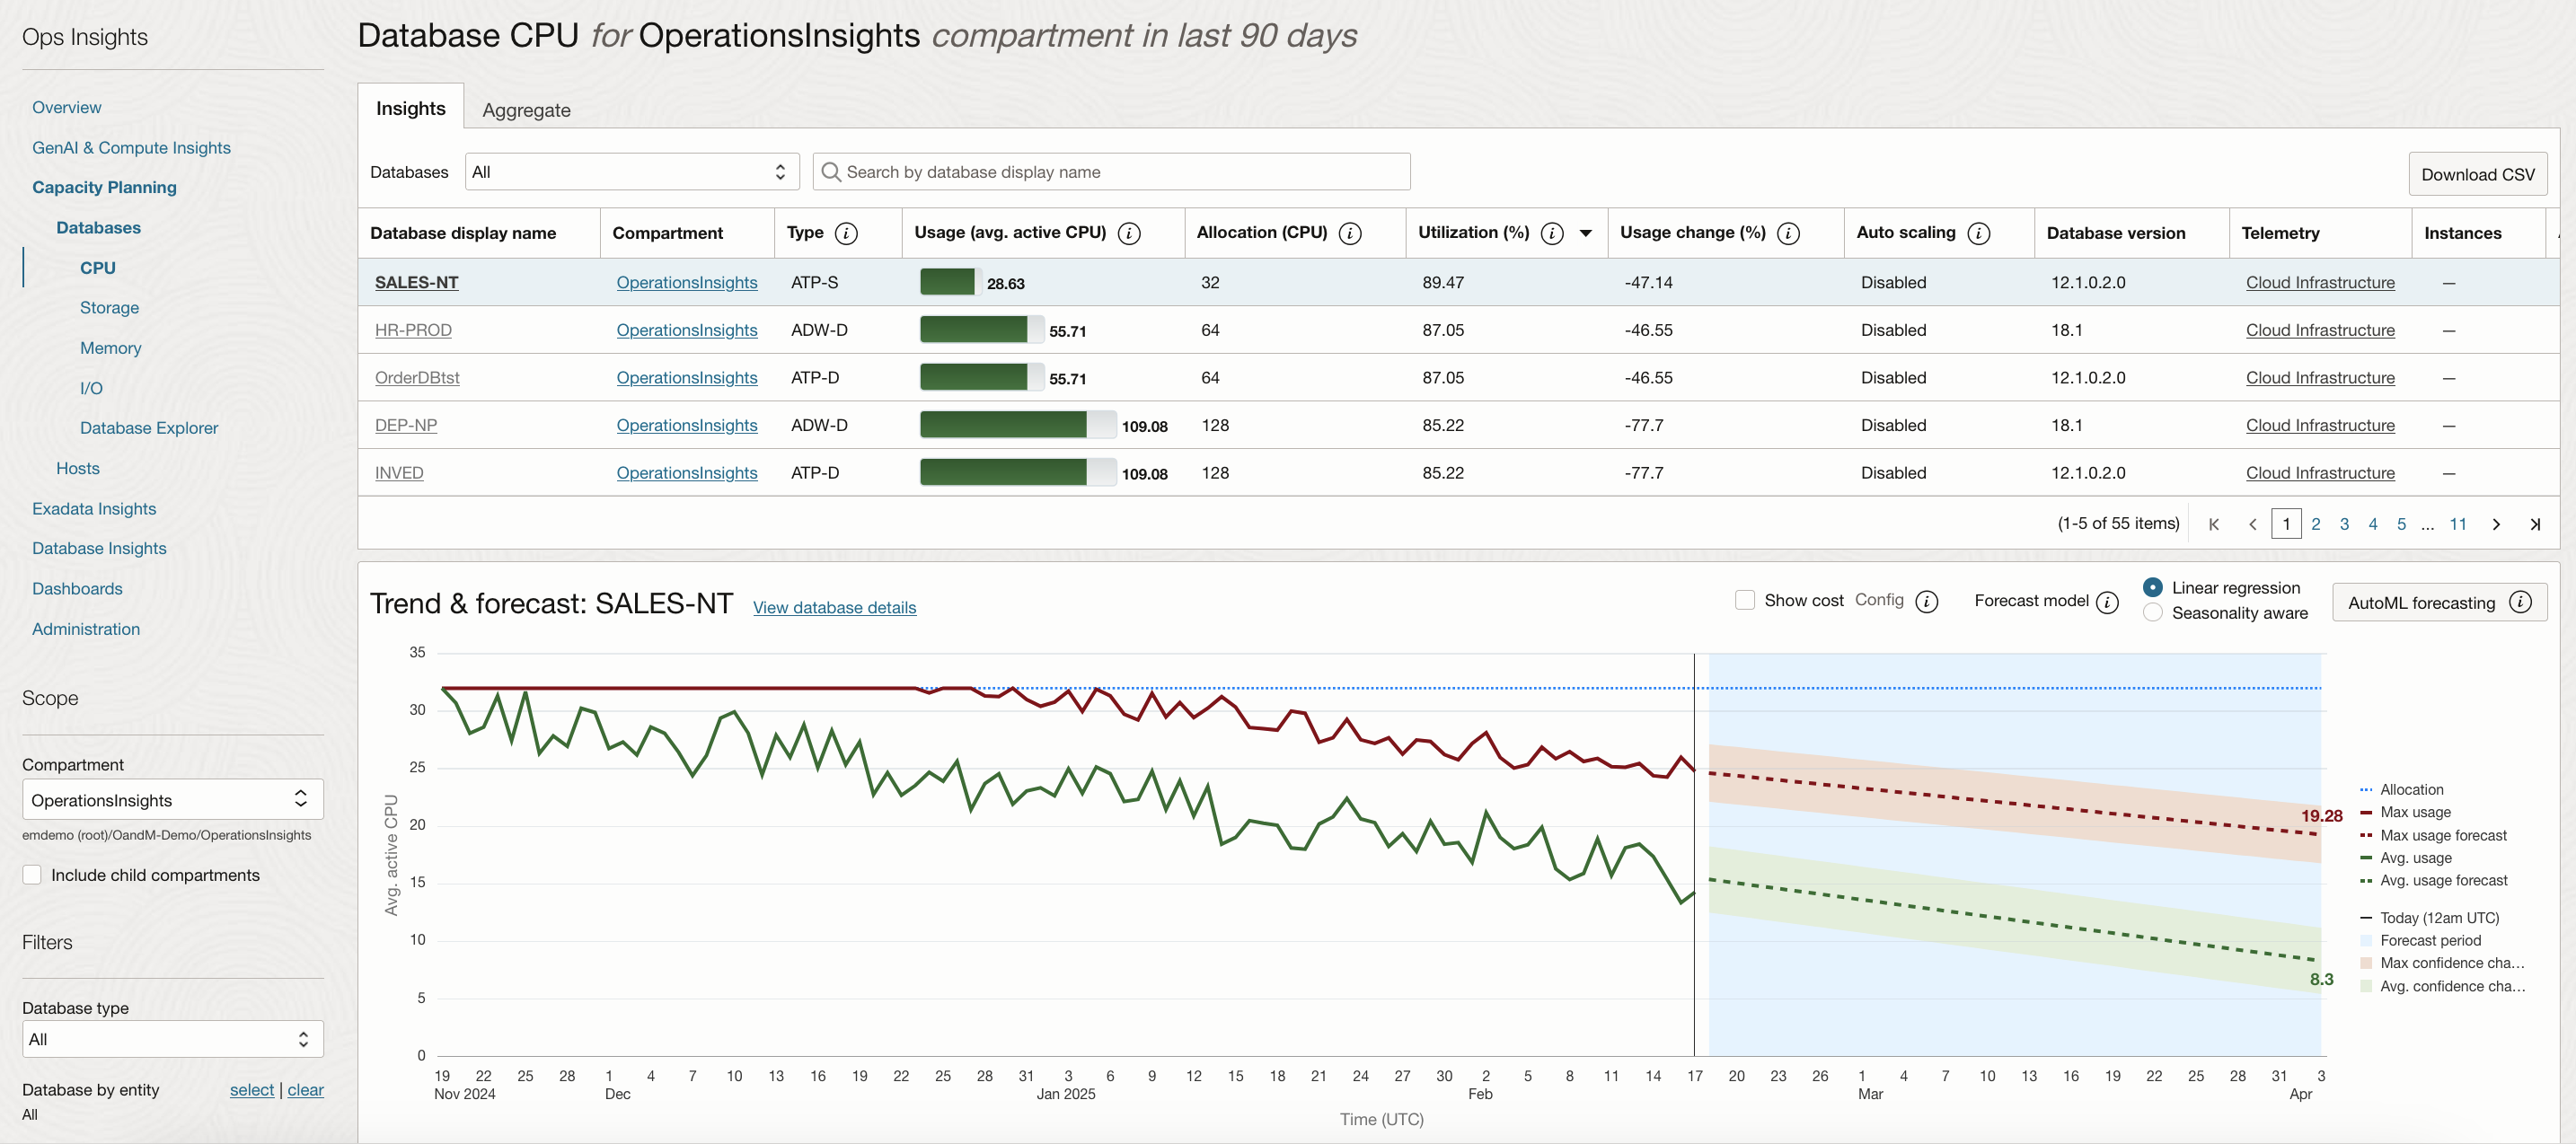 Ops Insights
Overview
GenAI & Compute Insights
Capacity Planning
Databases
CPU
Storage
Memory
I/O
Database Explorer
Hosts
Exadata Insights
Database Insights
Dashboards
Administration
Scope
Compartment
OperationsInsights
emdemo (root)/OandM-Demo/OperationsInsights
Include child compartments
Filters
Database type
All
Database by entity select | clear
All
Database CPU for OperationsInsights compartment in last 90 days
Insights Aggregate
Databases All Search by database display name Download CSV
Database display name Compartment Type i Usage (avg. active CPU) i Allocation (CPU) i Utilization (%) i Usage change (%) i Auto scaling i Database version Telemetry Instances
SALES-NT OperationsInsights ATP-S 28.63 32 89.47 -47.14 Disabled 12.1.0.2.0 Cloud Infrastructure —
HR-PROD OperationsInsights ADW-D 55.71 64 87.05 -46.55 Disabled 18.1 Cloud Infrastructure —
OrderDBtst OperationsInsights ATP-D 55.71 64 87.05 -46.55 Disabled 12.1.0.2.0 Cloud Infrastructure —
DEP-NP OperationsInsights ADW-D 109.08 128 85.22 -77.7 Disabled 18.1 Cloud Infrastructure —
INVED OperationsInsights ATP-D 109.08 128 85.22 -77.7 Disabled 12.1.0.2.0 Cloud Infrastructure —
(1-5 of 55 items) 1 2 3 4 5 ... 11
Trend & forecast: SALES-NT View database details Show cost Config i Forecast model i Linear regression
Seasonality aware
AutoML forecasting i
35
30
25
20
15
10
5
0
Avg. active CPU
19.28
8.3
19 22 25 28 1 4 7 10 13 16 19 22 25 28 31 3 6 9 12 15 18 21 24 27 30 2 5 8 11 14 17 20 23 26 1 4 7 10 13 16 19 22 25 28 31 3
Nov 2024 Dec Jan 2025 Feb Mar Apr
Time (UTC)
Allocation
Max usage
Max usage forecast
Avg. usage
Avg. usage forecast
Today (12am UTC)
Forecast period
Max confidence cha...
Avg. confidence cha...